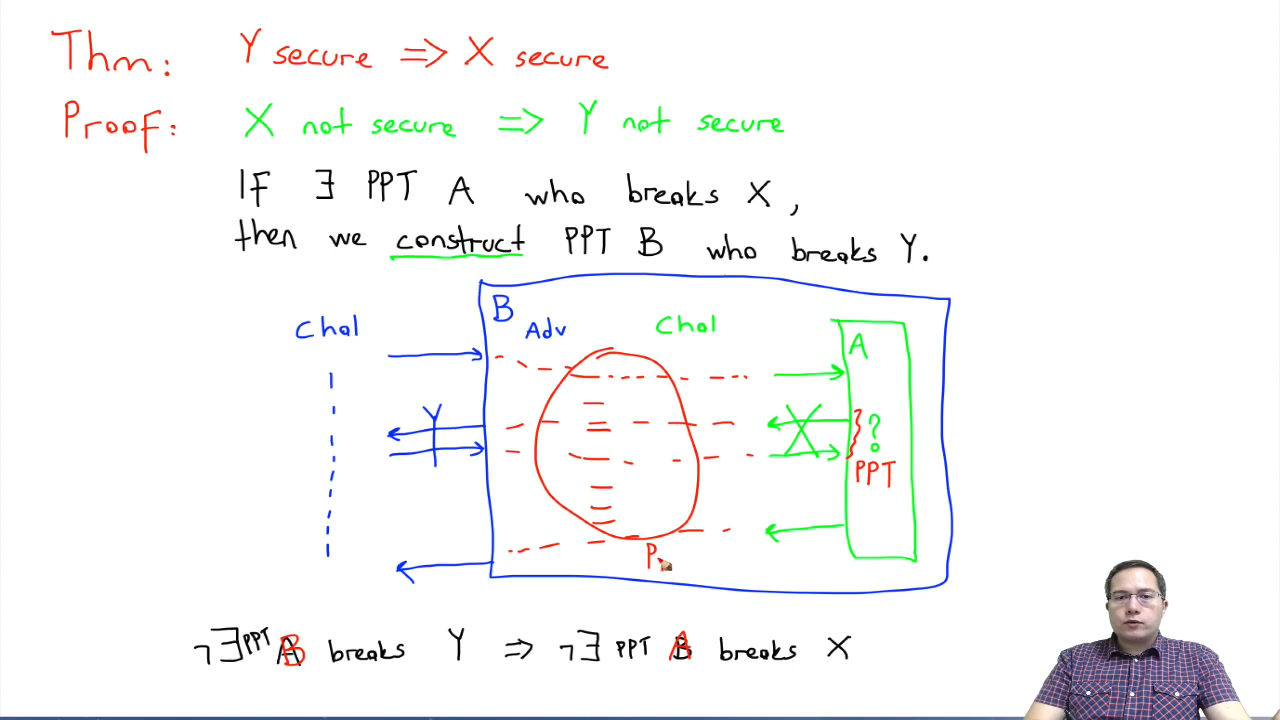 Thm: Y secure => X secure
Proof: X not secure => Y not secure
IF ∃ PPT A who breaks X,
then we construct PPT B who breaks Y.
B
Chal Adv Chal
A
Y X ?
PPT
P
¬∃ PPT B breaks Y => ¬∃ PPT A breaks X